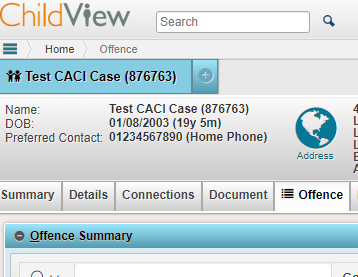 ChildView
Search
Home Offence
Test CACI Case (876763)
Name: Test CACI Case (876763)
DOB: 01/08/2003 (19y 5m)
Preferred Contact: 01234567890 (Home Phone)
Address
Summary Details Connections Document Offence
Offence Summary